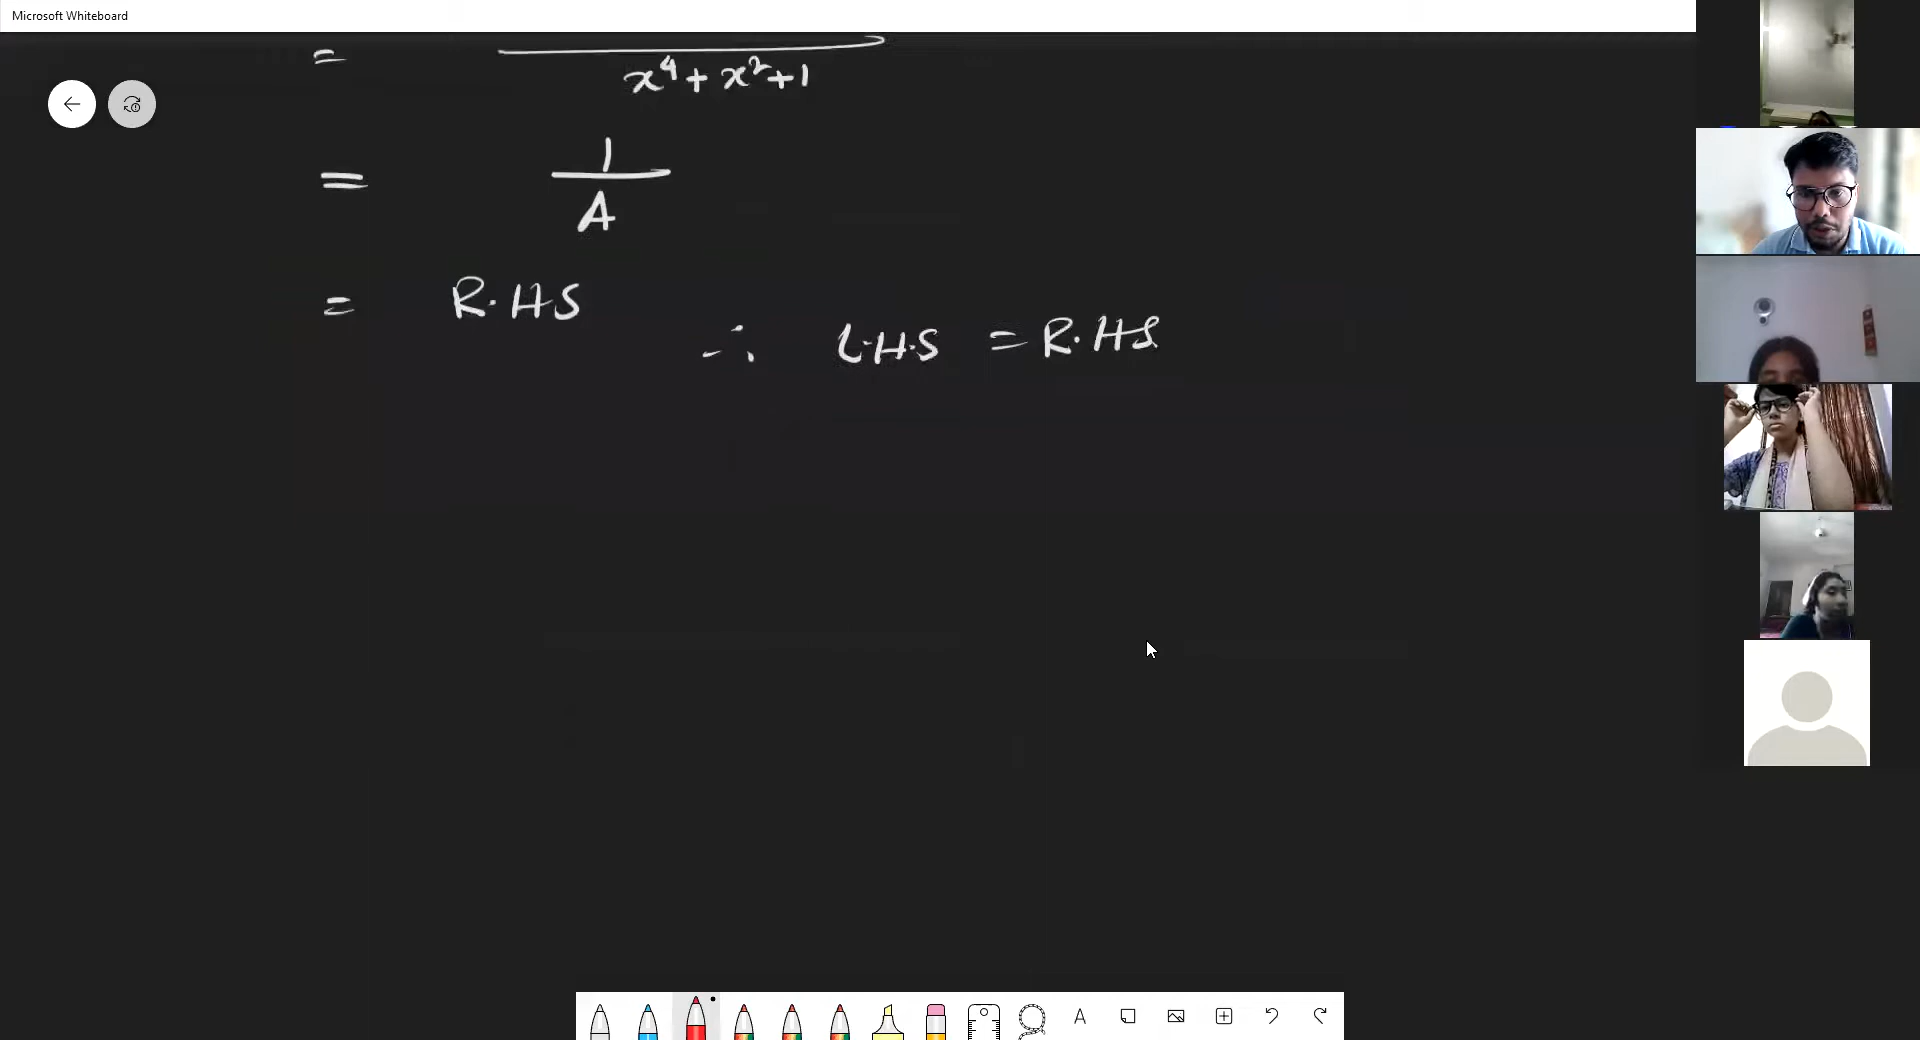 Microsoft Whiteboard
=
x⁴ + x² + 1
= 1
A
= R.HS
∴ L.H.S = R.HS
A